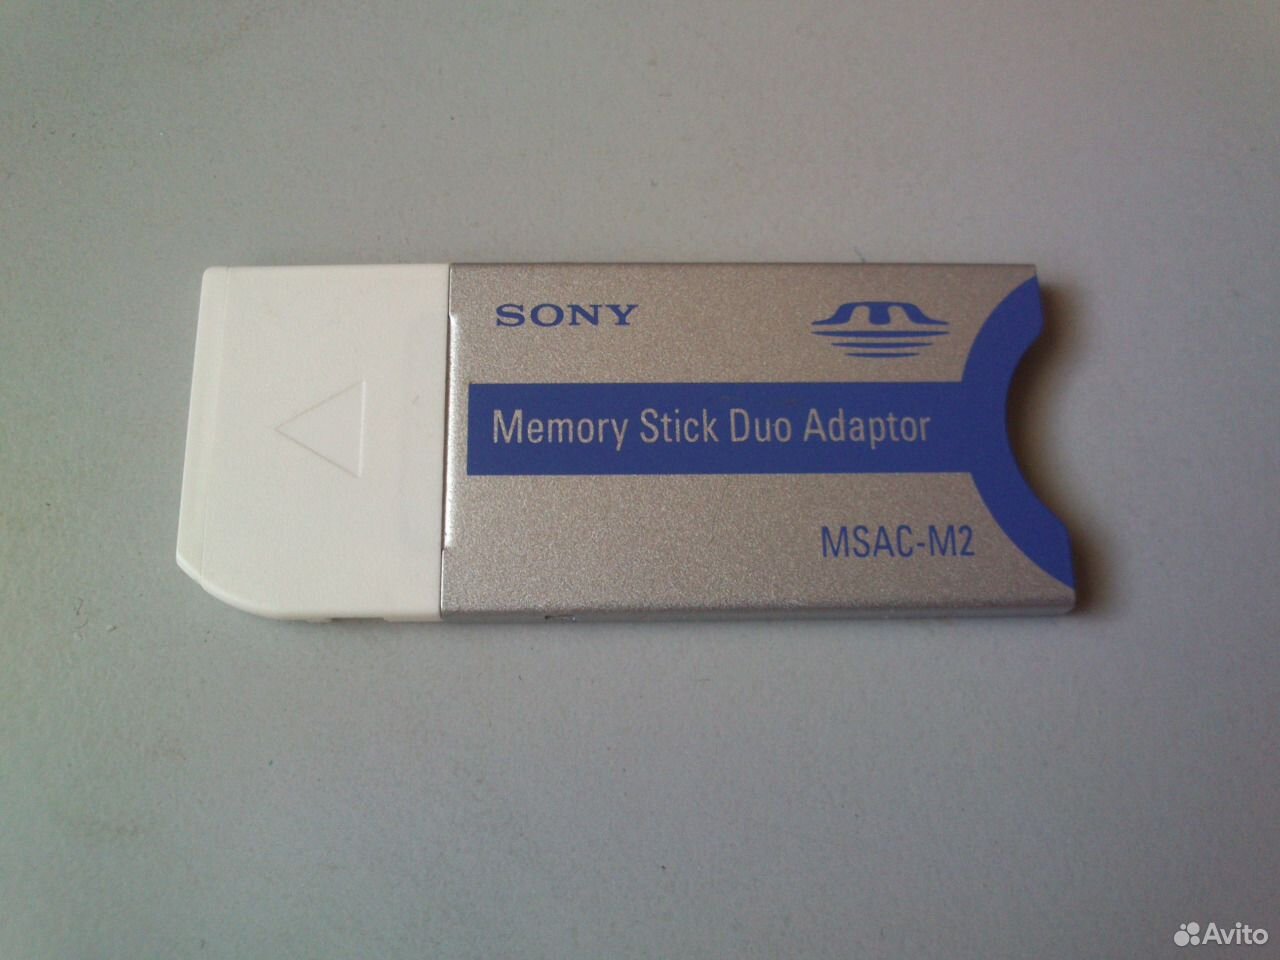 SONY
Memory Stick Duo Adaptor
MSAC-M2
Avito